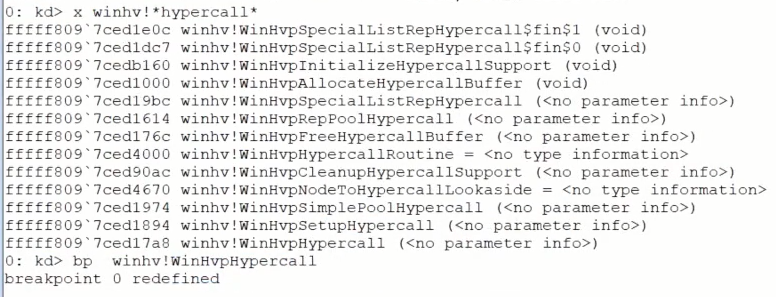 0: kd> x winhv!*hypercall*
fffff809`7ced1e0c winhv!WinHvpSpecialListRepHypercall$fin$1 (void)
fffff809`7ced1dc7 winhv!WinHvpSpecialListRepHypercall$fin$0 (void)
fffff809`7cedb160 winhv!WinHvpInitializeHypercallSupport (void)
fffff809`7ced1000 winhv!WinHvpAllocateHypercallBuffer (void)
fffff809`7ced19bc winhv!WinHvpSpecialListRepHypercall (<no parameter info>)
fffff809`7ced1614 winhv!WinHvpRepPoolHypercall (<no parameter info>)
fffff809`7ced176c winhv!WinHvpFreeHypercallBuffer (<no parameter info>)
fffff809`7ced4000 winhv!WinHvpHypercallRoutine = <no type information>
fffff809`7ced90ac winhv!WinHvpCleanupHypercallSupport (<no parameter info>)
fffff809`7ced4670 winhv!WinHvpNodeToHypercallLookaside = <no type information>
fffff809`7ced1974 winhv!WinHvpSimplePoolHypercall (<no parameter info>)
fffff809`7ced1894 winhv!WinHvpSetupHypercall (<no parameter info>)
fffff809`7ced17a8 winhv!WinHvpHypercall (<no parameter info>)
0: kd> bp  winhv!WinHvpHypercall
breakpoint 0 redefined